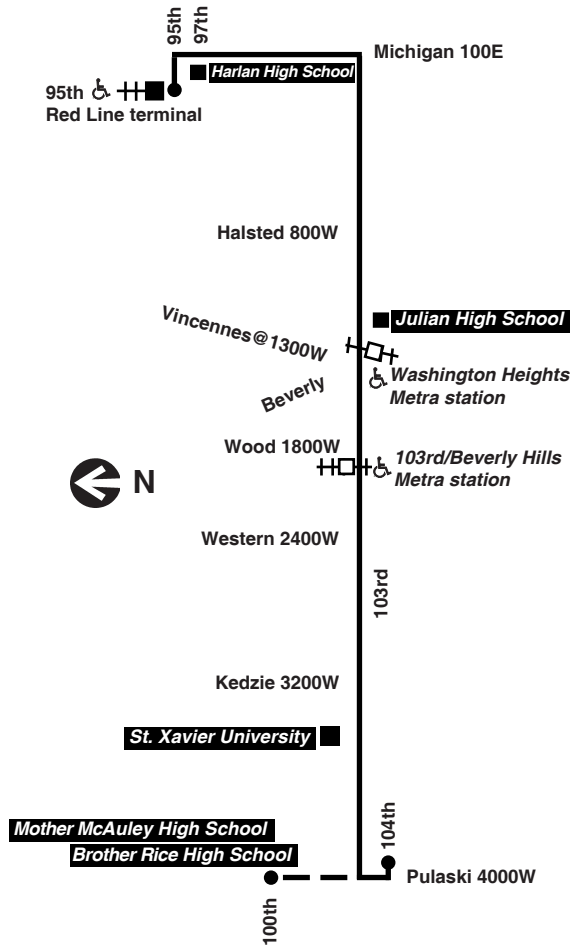 95th
97th
Michigan 100E
Harlan High School
95th
Red Line terminal
Halsted 800W
Vincennes@1300W
Julian High School
Washington Heights
Metra station
Beverly
Wood 1800W
103rd/Beverly Hills
Metra station
N
Western 2400W
103rd
Kedzie 3200W
St. Xavier University
Mother McAuley High School
Brother Rice High School
104th
Pulaski 4000W
100th